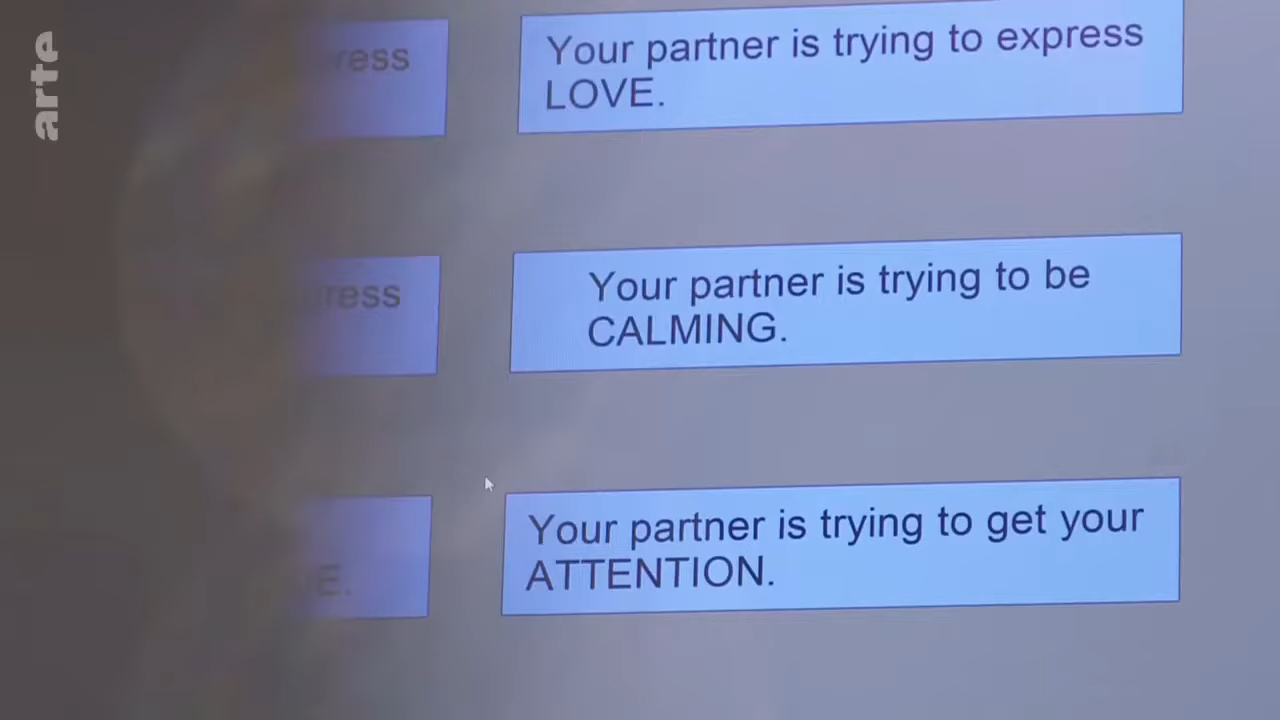 arte
Your partner is trying to express
LOVE.
Your partner is trying to be
CALMING.
Your partner is trying to get your
ATTENTION.